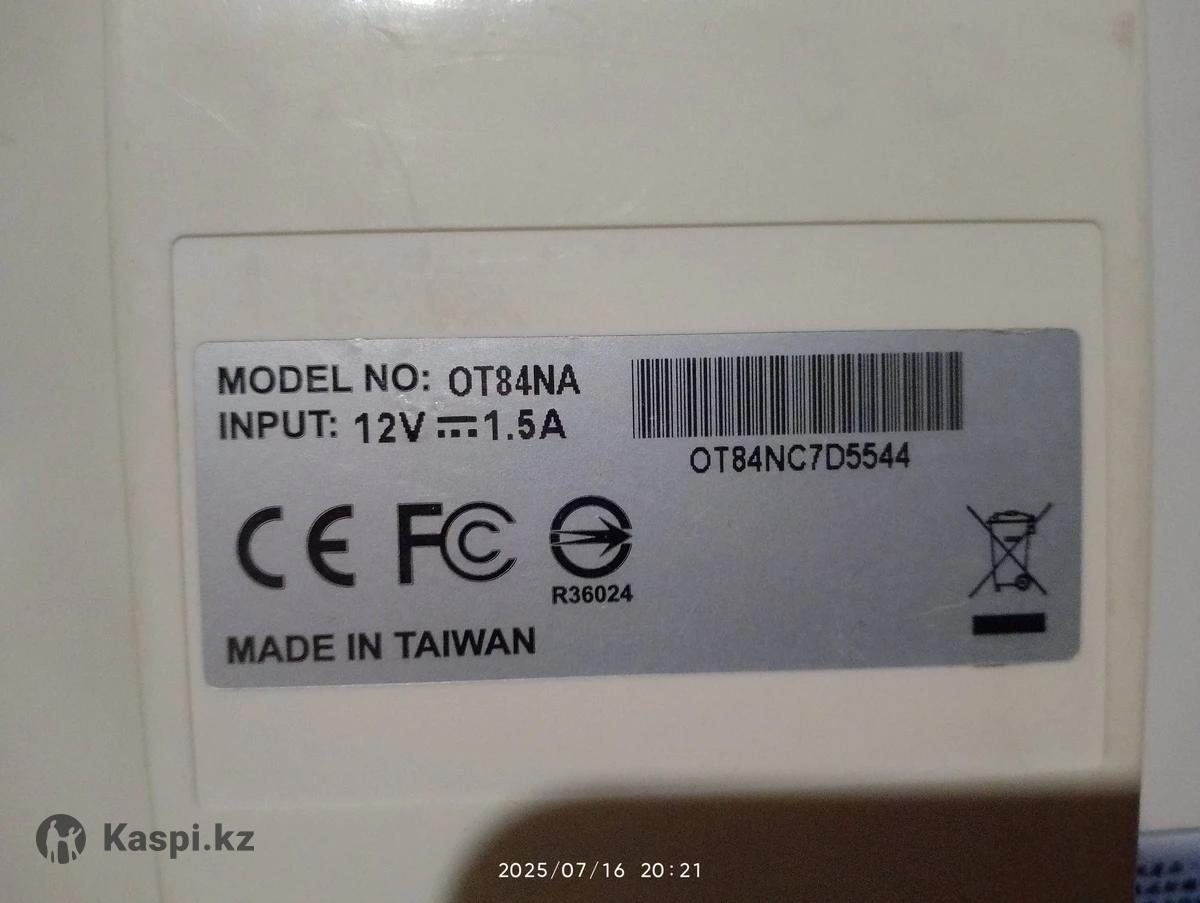 MODEL NO: OT84NA
INPUT: 12V⎓1.5A
OT84NC7D5544
CE FC
R36024
MADE IN TAIWAN
Kaspi.kz
2025/07/16 20:21